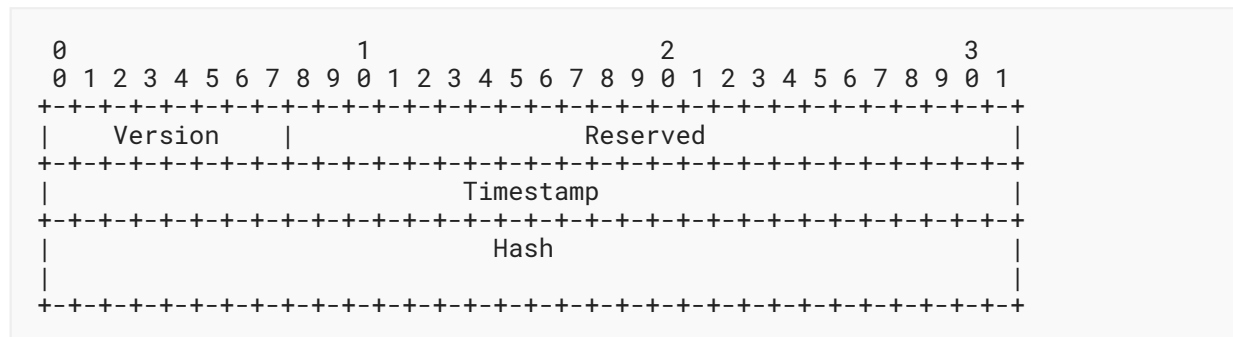 0                   1                   2                   3
 0 1 2 3 4 5 6 7 8 9 0 1 2 3 4 5 6 7 8 9 0 1 2 3 4 5 6 7 8 9 0 1
+-+-+-+-+-+-+-+-+-+-+-+-+-+-+-+-+-+-+-+-+-+-+-+-+-+-+-+-+-+-+-+-+
|    Version    |                   Reserved                    |
+-+-+-+-+-+-+-+-+-+-+-+-+-+-+-+-+-+-+-+-+-+-+-+-+-+-+-+-+-+-+-+-+
|                           Timestamp                           |
+-+-+-+-+-+-+-+-+-+-+-+-+-+-+-+-+-+-+-+-+-+-+-+-+-+-+-+-+-+-+-+-+
|                             Hash                              |
|                                                               |
+-+-+-+-+-+-+-+-+-+-+-+-+-+-+-+-+-+-+-+-+-+-+-+-+-+-+-+-+-+-+-+-+